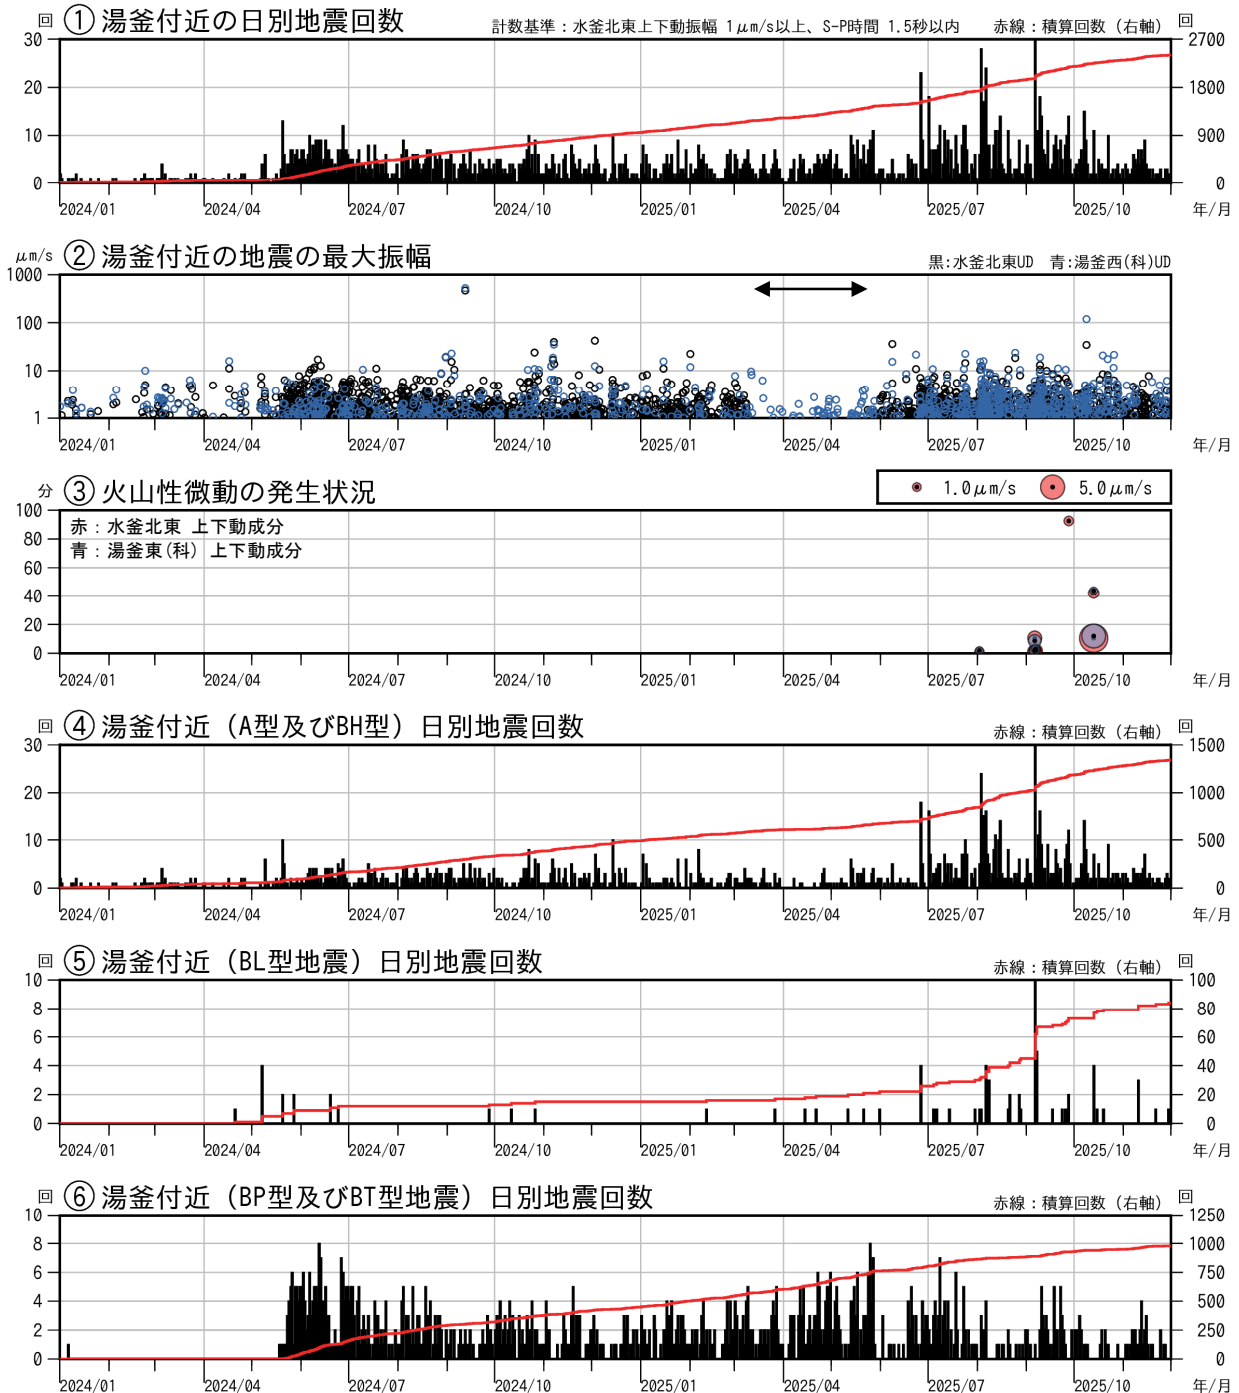 回 ① 湯釜付近の日別地震回数 計数基準：水釜北東上下動振幅 1μm/s以上、S-P時間 1.5秒以内 赤線：積算回数（右軸） 回
30 2700
20 1800
10 900
0 0
2024/01 2024/04 2024/07 2024/10 2025/01 2025/04 2025/07 2025/10 年/月
μm/s ② 湯釜付近の地震の最大振幅 黒:水釜北東UD 青:湯釜西(科)UD
1000
100
10
1
2024/01 2024/04 2024/07 2024/10 2025/01 2025/04 2025/07 2025/10 年/月
分 ③ 火山性微動の発生状況 1.0μm/s 5.0μm/s
100
赤：水釜北東 上下動成分
80
青：湯釜東(科) 上下動成分
60
40
20
0
2024/01 2024/04 2024/07 2024/10 2025/01 2025/04 2025/07 2025/10 年/月
回 ④ 湯釜付近（A型及びBH型）日別地震回数 赤線：積算回数（右軸） 回
30 1500
20 1000
10 500
0 0
2024/01 2024/04 2024/07 2024/10 2025/01 2025/04 2025/07 2025/10 年/月
回 ⑤ 湯釜付近（BL型地震）日別地震回数 赤線：積算回数（右軸） 回
10 100
8 80
6 60
4 40
2 20
0 0
2024/01 2024/04 2024/07 2024/10 2025/01 2025/04 2025/07 2025/10 年/月
回 ⑥ 湯釜付近（BP型及びBT型地震）日別地震回数 赤線：積算回数（右軸） 回
10 1250
8 1000
6 750
4 500
2 250
0 0
2024/01 2024/04 2024/07 2024/10 2025/01 2025/04 2025/07 2025/10 年/月